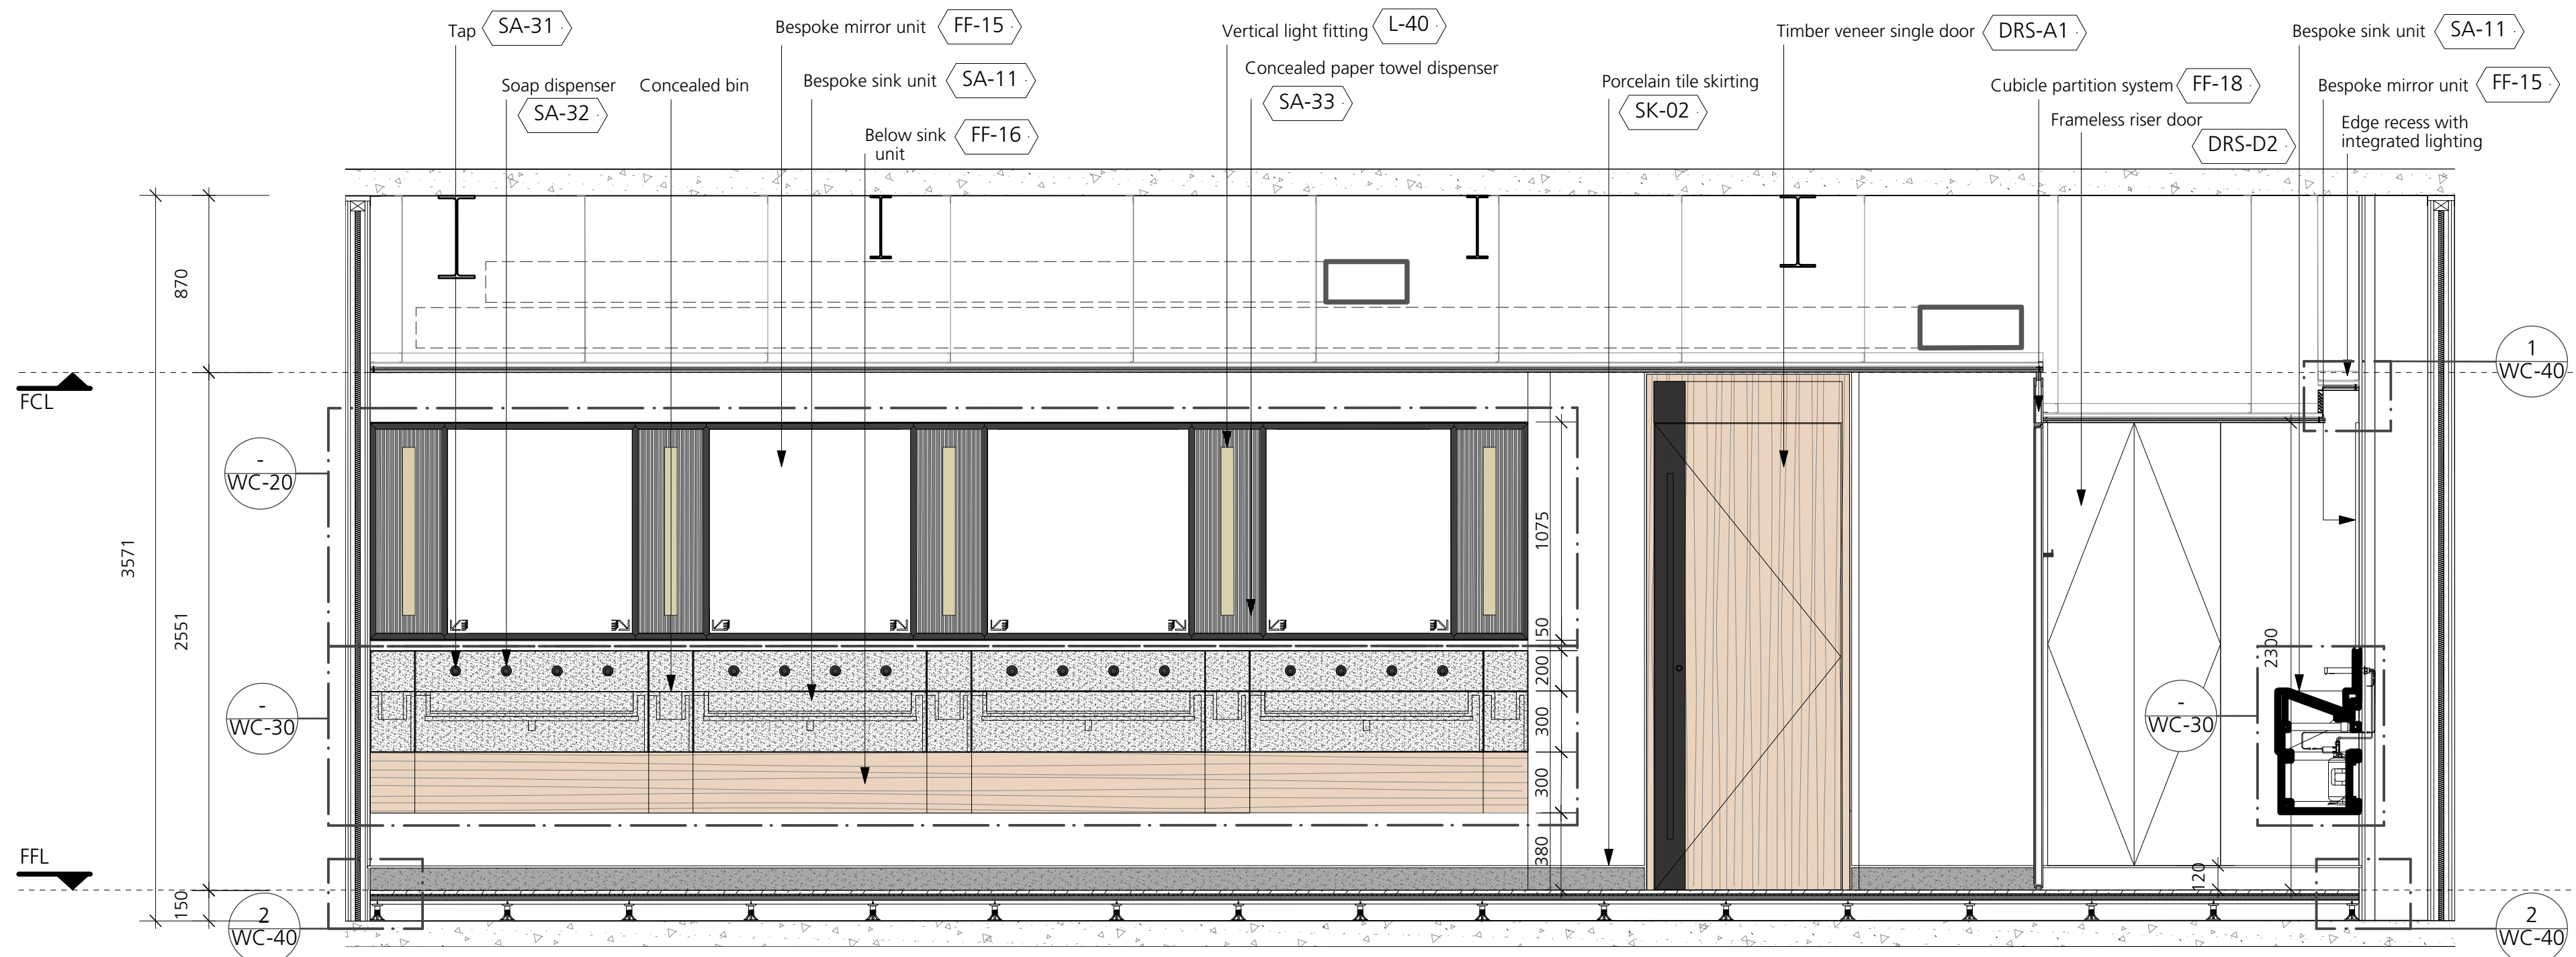 Tap SA-31
Soap dispenser
SA-32
Concealed bin
Bespoke mirror unit FF-15
Bespoke sink unit SA-11
Below sink FF-16
unit
Vertical light fitting L-40
Concealed paper towel dispenser
SA-33
Porcelain tile skirting
SK-02
Timber veneer single door DRS-A1
Cubicle partition system FF-18
Frameless riser door
DRS-D2
Bespoke sink unit SA-11
Bespoke mirror unit FF-15
Edge recess with
integrated lighting
870
3571
2551
150
FCL
FFL
-
WC-20
-
WC-30
2
WC-40
1075
50
200
300
300
380
2300
120
-
WC-30
1
WC-40
2
WC-40